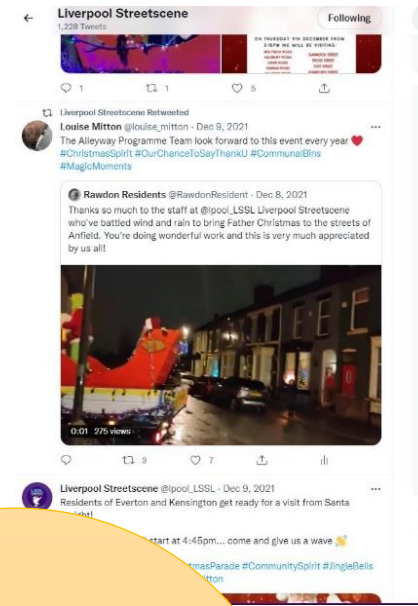 Liverpool Streetscene
1,228 Tweets
Following
ON THURSDAY 9TH DECEMBER FROM
5:15PM WE WILL BE VISITING:
1
1
5
Liverpool Streetscene Retweeted
Louise Mitton @louise_mitton · Dec 9, 2021
The Alleyway Programme Team look forward to this event every year ❤️
#ChristmasSpirit #OurChanceToSayThankU #CommunalBins
#MagicMoments
Rawdon Residents @RawdonResident · Dec 8, 2021
Thanks so much to the staff at @lpool_LSSL Liverpool Streetscene
who've battled wind and rain to bring Father Christmas to the streets of
Anfield. You're doing wonderful work and this is very much appreciated
by us all!
0:01 275 views
3
7
Liverpool Streetscene @lpool_LSSL · Dec 9, 2021
Residents of Everton and Kensington get ready for a visit from Santa
start at 4:45pm... come and give us a wave 👋
#CommunitySpirit #JingleBells